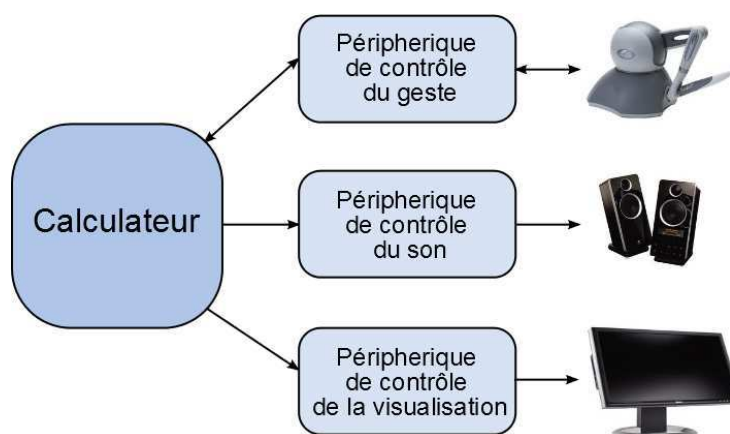 Péripherique
de contrôle
du geste
Calculateur
Péripherique
de contrôle
du son
Péripherique
de contrôle
de la visualisation